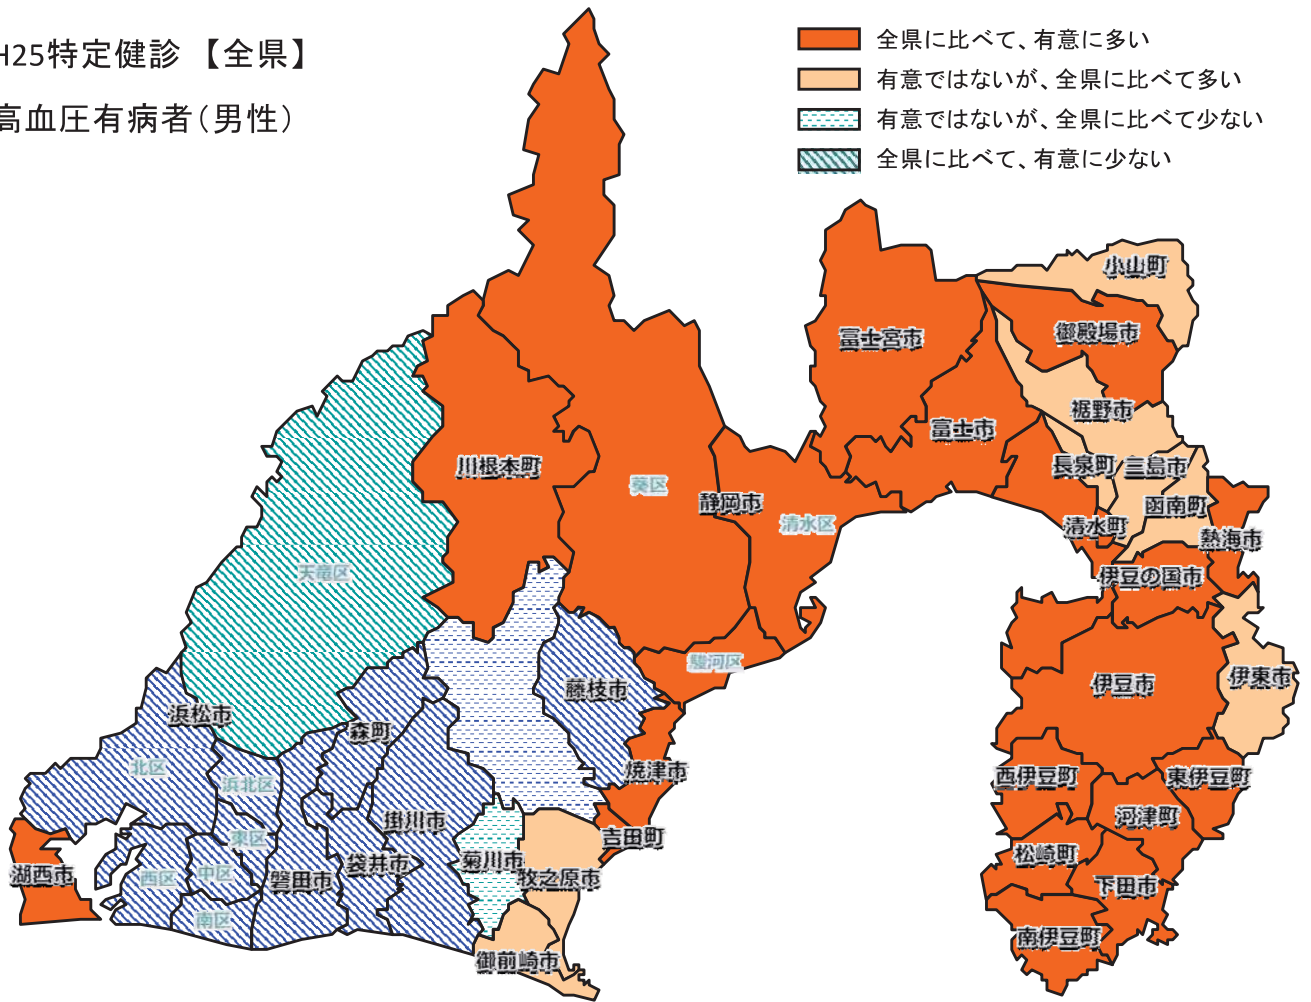 H25特定健診 【全県】
高血圧有病者(男性)
全県に比べて、有意に多い
有意ではないが、全県に比べて多い
有意ではないが、全県に比べて少ない
全県に比べて、有意に少ない
小山町
御殿場市
富士宮市
裾野市
富士市
長泉町
三島市
川根本町
葵区
静岡市
函南町
清水区
清水町
熱海市
天竜区
伊豆の国市
駿河区
藤枝市
伊豆市
伊東市
浜松市
森町
北区
浜北区
焼津市
西伊豆町
東伊豆町
掛川市
河津町
東区
吉田町
湖西市
西区
中区
磐田市
袋井市
菊川市
牧之原市
松崎町
下田市
南区
南伊豆町
御前崎市